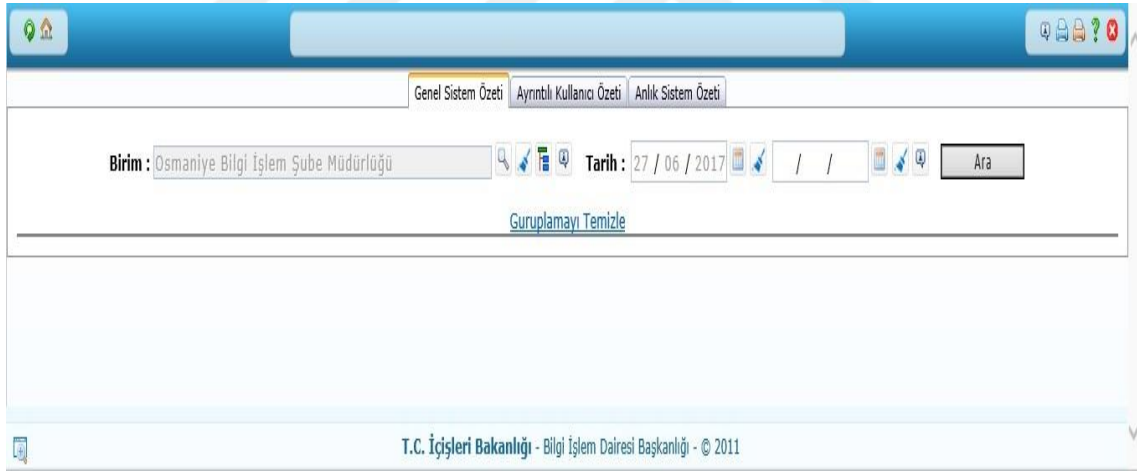 Genel Sistem Özeti Ayrıntılı Kullanıcı Özeti Anlık Sistem Özeti
Birim : Osmaniye Bilgi İşlem Şube Müdürlüğü Tarih : 27 / 06 / 2017 / / Ara
Guruplamayı Temizle
T.C. İçişleri Bakanlığı - Bilgi İşlem Dairesi Başkanlığı - © 2011